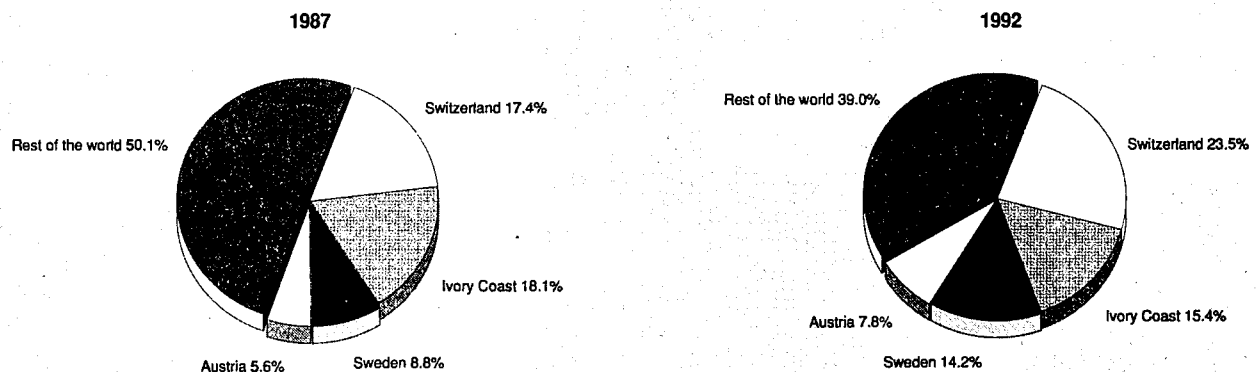 1987
Switzerland 17.4%
Rest of the world 50.1%
Ivory Coast 18.1%
Austria 5.6%
Sweden 8.8%
1992
Rest of the world 39.0%
Switzerland 23.5%
Ivory Coast 15.4%
Austria 7.8%
Sweden 14.2%